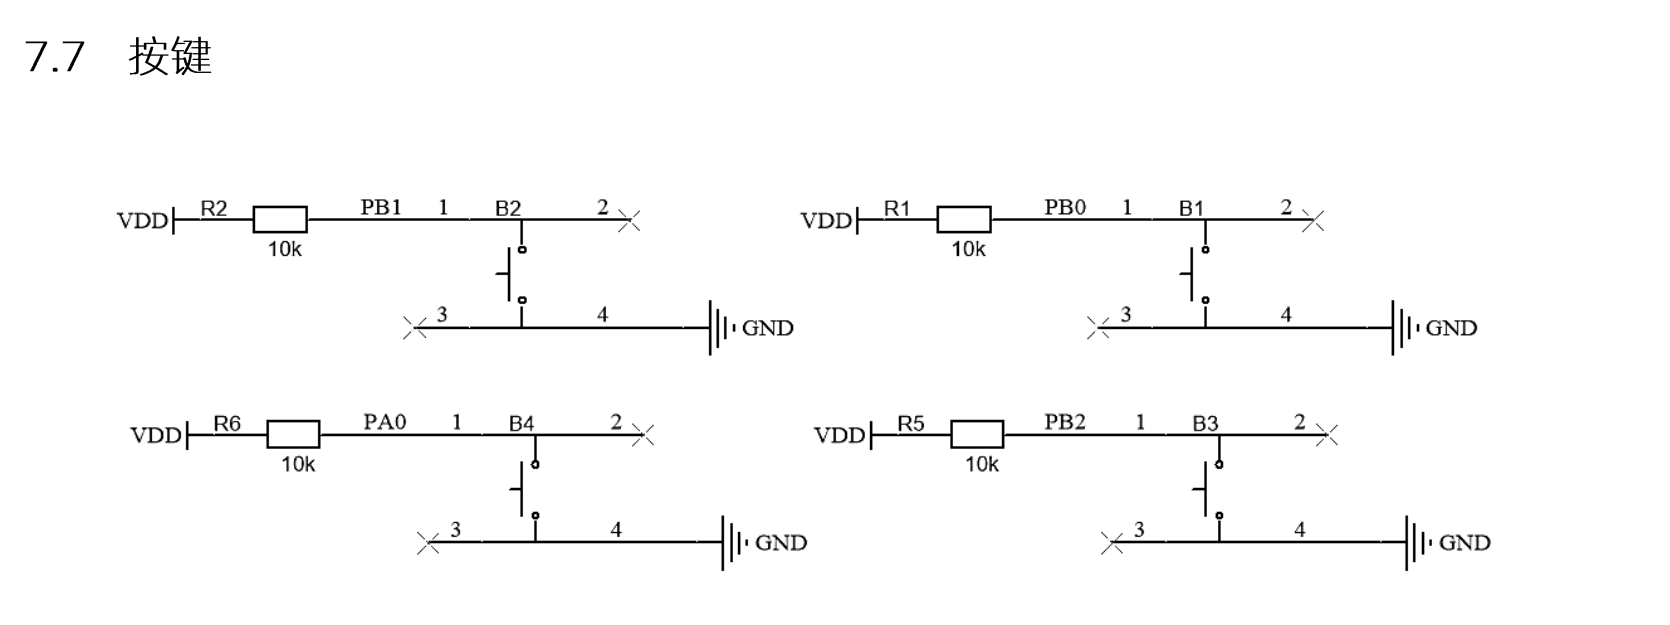 7.7 按键
VDD R2 PB1 1 B2 2
10k
3 4 GND
VDD R1 PB0 1 B1 2
10k
3 4 GND
VDD R6 PA0 1 B4 2
10k
3 4 GND
VDD R5 PB2 1 B3 2
10k
3 4 GND